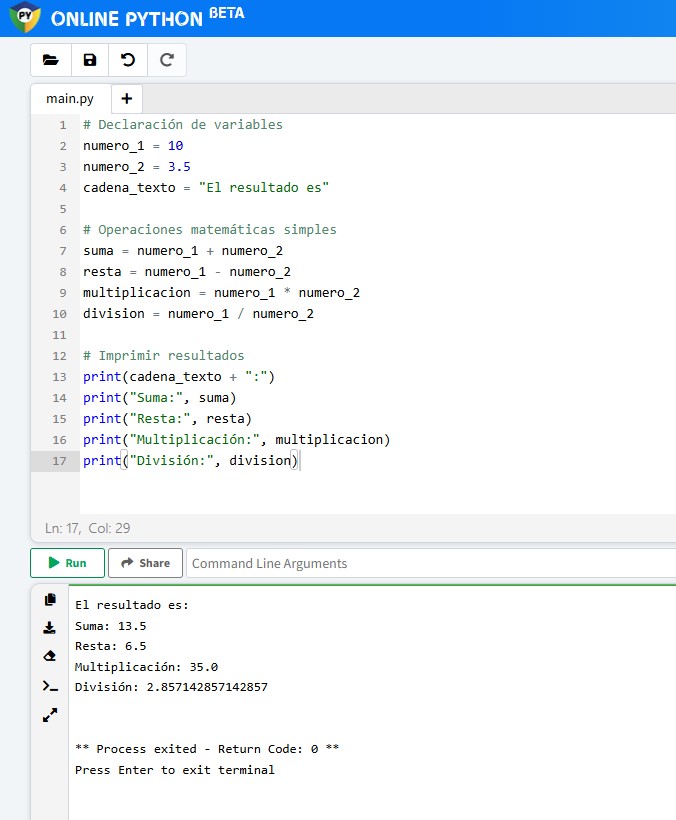 PY ONLINE PYTHON BETA
main.py +
1 # Declaración de variables
2 numero_1 = 10
3 numero_2 = 3.5
4 cadena_texto = "El resultado es"
5
6 # Operaciones matemáticas simples
7 suma = numero_1 + numero_2
8 resta = numero_1 - numero_2
9 multiplicacion = numero_1 * numero_2
10 division = numero_1 / numero_2
11
12 # Imprimir resultados
13 print(cadena_texto + ":")
14 print("Suma:", suma)
15 print("Resta:", resta)
16 print("Multiplicación:", multiplicacion)
17 print("División:", division)
Ln: 17, Col: 29
Run Share Command Line Arguments
El resultado es:
Suma: 13.5
Resta: 6.5
Multiplicación: 35.0
División: 2.857142857142857
** Process exited - Return Code: 0 **
Press Enter to exit terminal